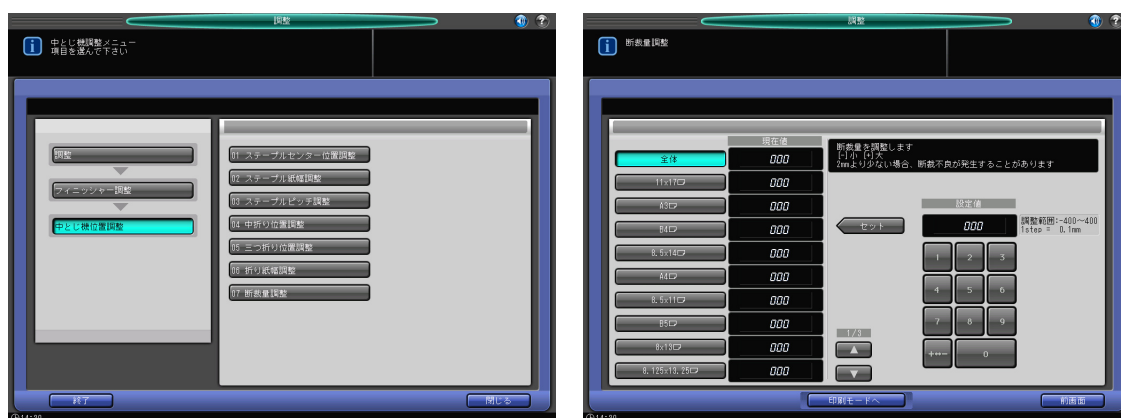 調整
中とじ機調整メニュー
項目を選んで下さい
調整
フィニッシャー調整
中とじ機位置調整
01 ステープルセンター位置調整
02 ステープル紙幅調整
03 ステープルピッチ調整
04 中折り位置調整
05 三つ折り位置調整
06 折り紙幅調整
07 断裁量調整
終了
閉じる
14:30
調整
断裁量調整
現在値
全体 000
11x17 000
A3 000
B4 000
8.5x14 000
A4 000
8.5x11 000
B5 000
8x13 000
8.125x13.25 000
断裁量を調整します
[-]小 [+]大
2mmより少ない場合、断裁不良が発生することがあります
設定値
セット
000
調整範囲:-400~400
1step = 0.1mm
1 2 3
4 5 6
7 8 9
+↔- 0
1/3
印刷モードへ
前画面